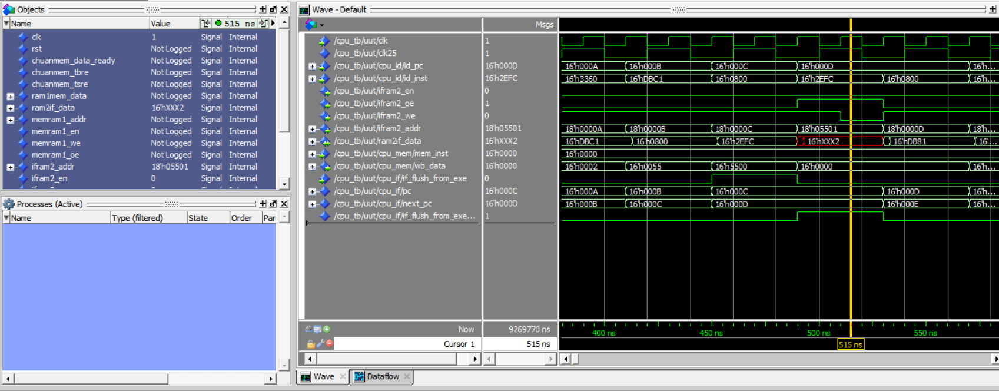 Objects
Name Value 515 ns
clk 1 Signal Internal
rst Not Logged Signal Internal
chuanmem_data_ready Not Logged Signal Internal
chuanmem_tbre Not Logged Signal Internal
chuanmem_tsre Not Logged Signal Internal
ram1mem_data Not Logged Signal Internal
ram2if_data 16'hXXX2 Signal Internal
memram1_addr Not Logged Signal Internal
memram1_en Not Logged Signal Internal
memram1_we Not Logged Signal Internal
memram1_oe Not Logged Signal Internal
ifram2_addr 18'h05501 Signal Internal
ifram2_en 0 Signal Internal
Processes (Active)
Name Type (filtered) State Order Par
Wave - Default
Msgs
/cpu_tb/uut/clk 1
/cpu_tb/uut/clk25 1
/cpu_tb/uut/cpu_id/id_pc 16'h000D 16'h000A 16'h000B 16'h000C 16'h000D 16'h...
/cpu_tb/uut/cpu_id/id_inst 16'h2EFC 16'h3360 16'hDBC1 16'h0800 16'h2EFC 16'h0800 16'h...
/cpu_tb/uut/ifram2_en 0
/cpu_tb/uut/ifram2_oe 1
/cpu_tb/uut/ifram2_we 0
/cpu_tb/uut/ifram2_addr 18'h05501 18'h0000A 18'h0000B 18'h0000C 18'h05501 18'h0000D 18'h...
/cpu_tb/uut/ram2if_data 16'hXXX2 16'hDBC1 16'h0800 16'h2EFC 16'hXXX2 16'hDB81 16'...
/cpu_tb/uut/cpu_mem/mem_inst 16'h0000 16'h0000
/cpu_tb/uut/cpu_mem/wb_data 16'h0000 16'h0002 16'h0055 16'h5500 16'h0000 16'h...
/cpu_tb/uut/cpu_if/if_flush_from_exe 0
/cpu_tb/uut/cpu_if/pc 16'h000C 16'h000A 16'h000B 16'h000C 16'h000D 16'h...
/cpu_tb/uut/cpu_if/next_pc 16'h000D 16'h000B 16'h000C 16'h000D 16'h000E 16'h...
/cpu_tb/uut/cpu_if/if_flush_from_exe... 1
Now 9269770 ns 400 ns 450 ns 500 ns 550 ns
Cursor 1 515 ns 515 ns
Wave Dataflow